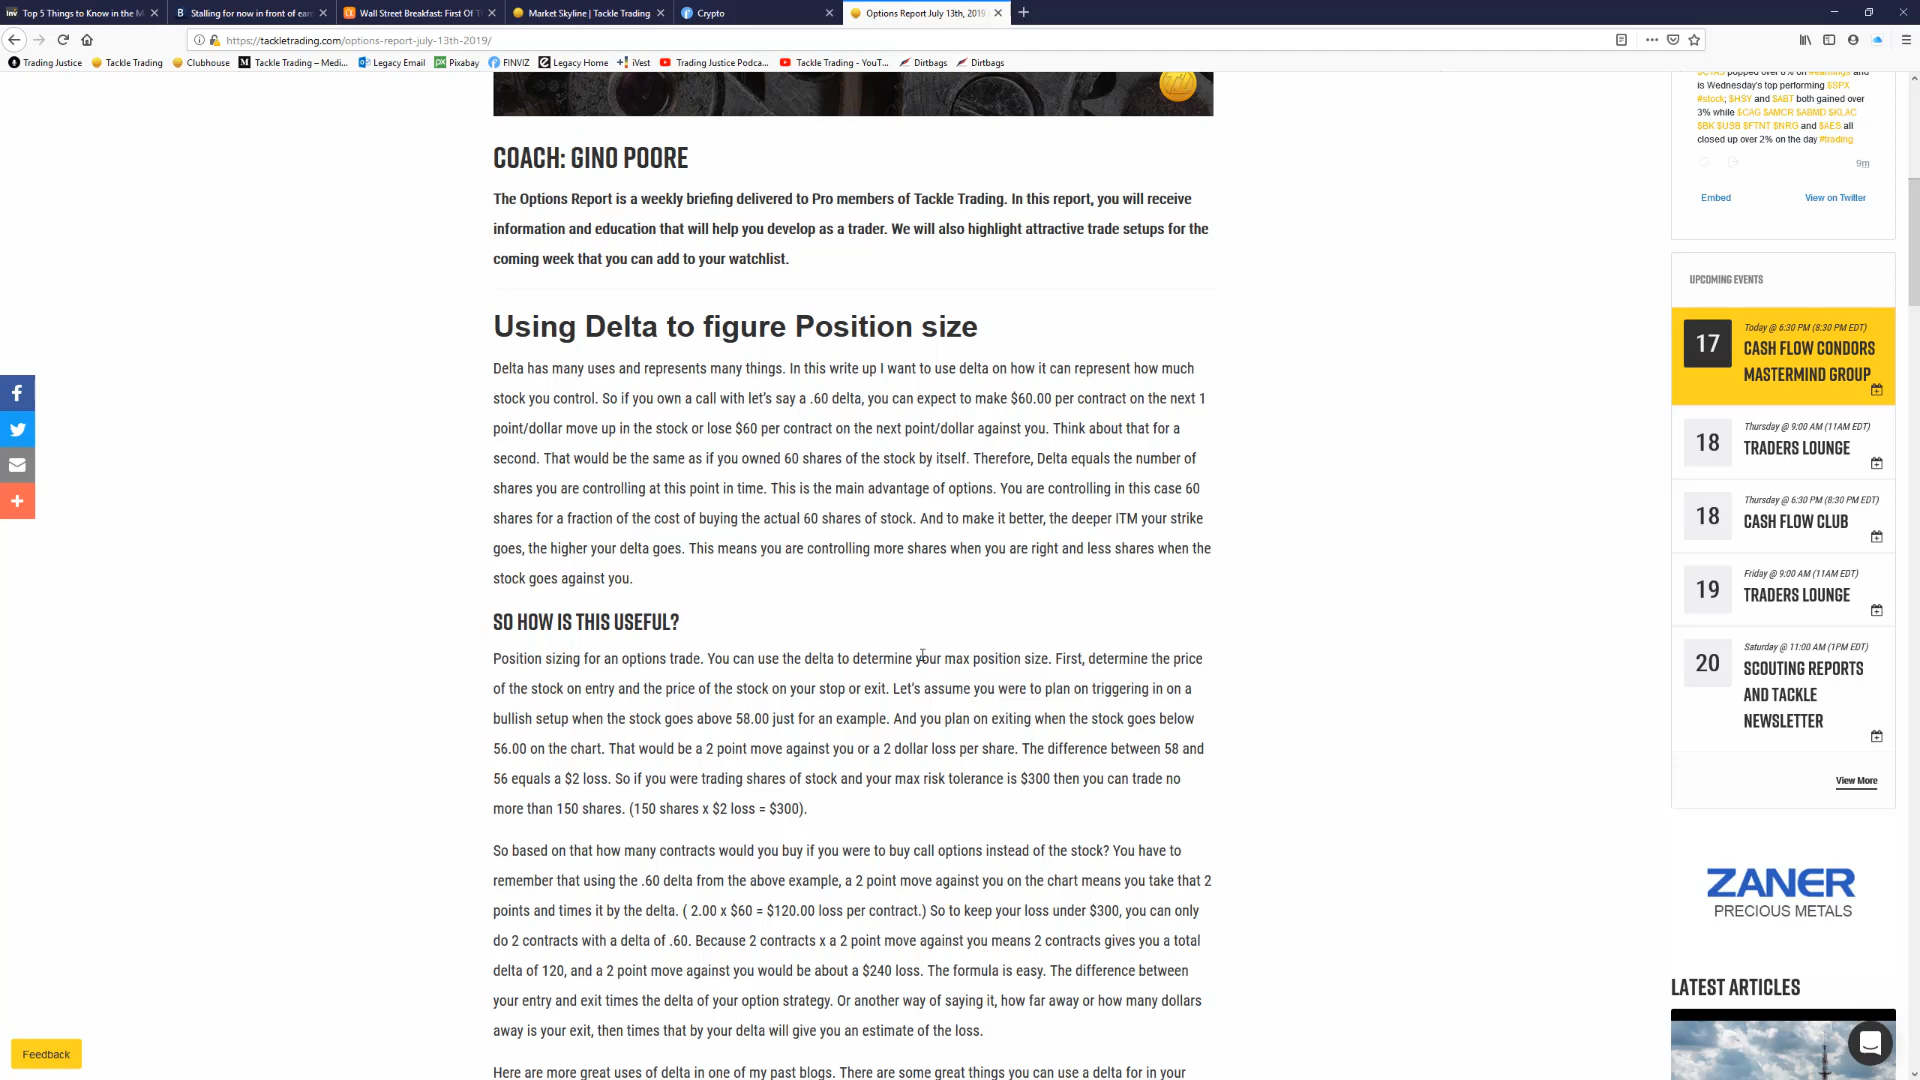 Top 5 Things to Know in the M
Stalling for now in front of ear
Wall Street Breakfast: First Of T
Market Skyline | Tackle Trading
Crypto
Options Report July 13th, 2019
https://tackletrading.com/options-report-july-13th-2019/
Trading Justice
Tackle Trading
Clubhouse
Tackle Trading – Medi...
Legacy Email
Pixabay
FINVIZ
Legacy Home
iVest
Trading Justice Podca...
Tackle Trading - YouT...
Dirtbags
Dirtbags
COACH: GINO POORE
The Options Report is a weekly briefing delivered to Pro members of Tackle Trading. In this report, you will receive
information and education that will help you develop as a trader. We will also highlight attractive trade setups for the
coming week that you can add to your watchlist.
Using Delta to figure Position size
Delta has many uses and represents many things. In this write up I want to use delta on how it can represent how much
stock you control. So if you own a call with let's say a .60 delta, you can expect to make $60.00 per contract on the next 1
point/dollar move up in the stock or lose $60 per contract on the next point/dollar against you. Think about that for a
second. That would be the same as if you owned 60 shares of the stock by itself. Therefore, Delta equals the number of
shares you are controlling at this point in time. This is the main advantage of options. You are controlling in this case 60
shares for a fraction of the cost of buying the actual 60 shares of stock. And to make it better, the deeper ITM your strike
goes, the higher your delta goes. This means you are controlling more shares when you are right and less shares when the
stock goes against you.
SO HOW IS THIS USEFUL?
Position sizing for an options trade. You can use the delta to determine your max position size. First, determine the price
of the stock on entry and the price of the stock on your stop or exit. Let's assume you were to plan on triggering in on a
bullish setup when the stock goes above 58.00 just for an example. And you plan on exiting when the stock goes below
56.00 on the chart. That would be a 2 point move against you or a 2 dollar loss per share. The difference between 58 and
56 equals a $2 loss. So if you were trading shares of stock and your max risk tolerance is $300 then you can trade no
more than 150 shares. (150 shares x $2 loss = $300).
So based on that how many contracts would you buy if you were to buy call options instead of the stock? You have to
remember that using the .60 delta from the above example, a 2 point move against you on the chart means you take that 2
points and times it by the delta. ( 2.00 x $60 = $120.00 loss per contract.) So to keep your loss under $300, you can only
do 2 contracts with a delta of .60. Because 2 contracts x a 2 point move against you means 2 contracts gives you a total
delta of 120, and a 2 point move against you would be about a $240 loss. The formula is easy. The difference between
your entry and exit times the delta of your option strategy. Or another way of saying it, how far away or how many dollars
away is your exit, then times that by your delta will give you an estimate of the loss.
Here are more great uses of delta in one of my past blogs. There are some great things you can use a delta for in your
Feedback
$CTAS popped over 8% on #earnings and
is Wednesday's top performing $SPX
#stock; $HSY and $ABT both gained over
3% while $CAG $AMCR $ABMD $KLAC
$BK $USB $FTNT $NRG and $AES all
closed up over 2% on the day #trading
9m
Embed
View on Twitter
UPCOMING EVENTS
17
Today @ 6:30 PM (8:30 PM EDT)
CASH FLOW CONDORS
MASTERMIND GROUP
18
Thursday @ 9:00 AM (11AM EDT)
TRADERS LOUNGE
18
Thursday @ 6:30 PM (8:30 PM EDT)
CASH FLOW CLUB
19
Friday @ 9:00 AM (11AM EDT)
TRADERS LOUNGE
20
Saturday @ 11:00 AM (1PM EDT)
SCOUTING REPORTS
AND TACKLE
NEWSLETTER
View More
ZANER
PRECIOUS METALS
LATEST ARTICLES